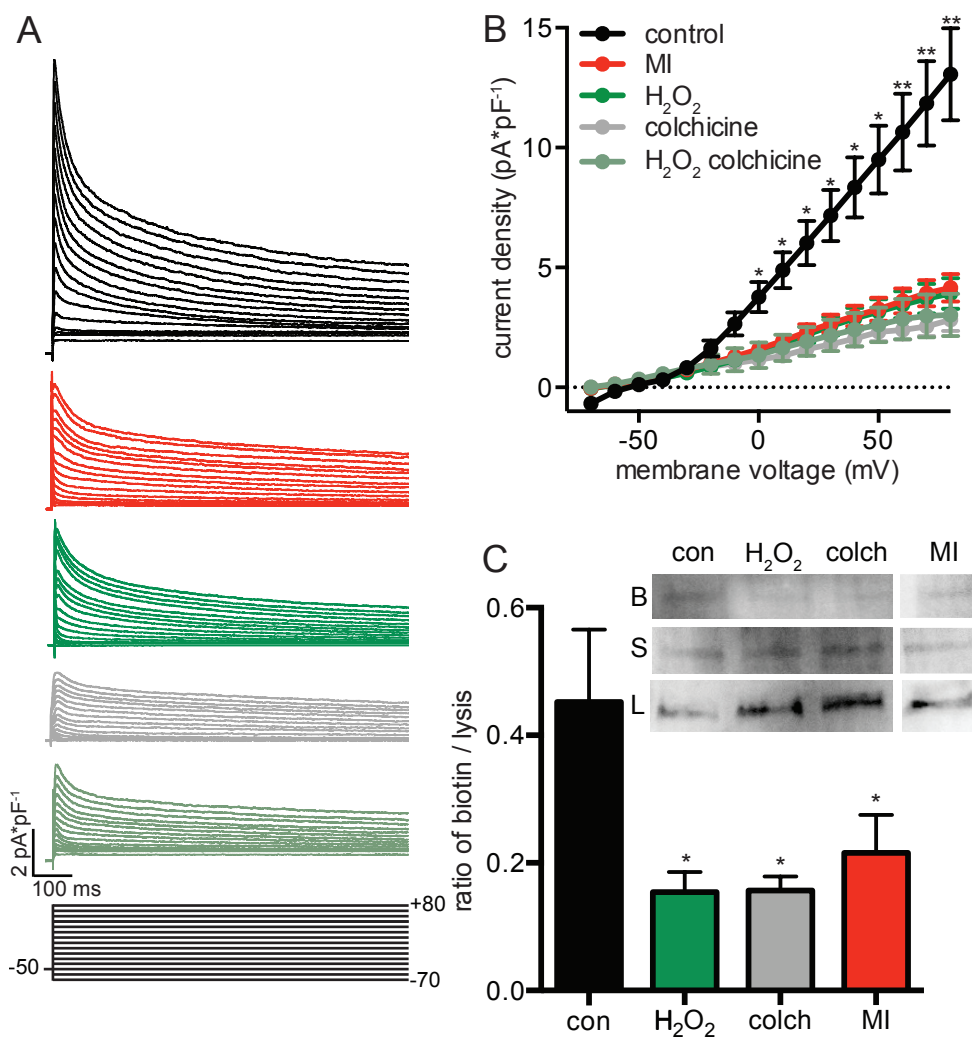 A
2 pA*pF⁻¹
100 ms
+80
-50
-70
B
control
MI
H₂O₂
colchicine
H₂O₂ colchicine
current density (pA*pF⁻¹)
15
10
5
0
* * * * * * ** ** **
-50 0 50
membrane voltage (mV)
C
con H₂O₂ colch MI
B
S
L
ratio of biotin / lysis
0.6
0.4
0.2
0.0
* * *
con H₂O₂ colch MI